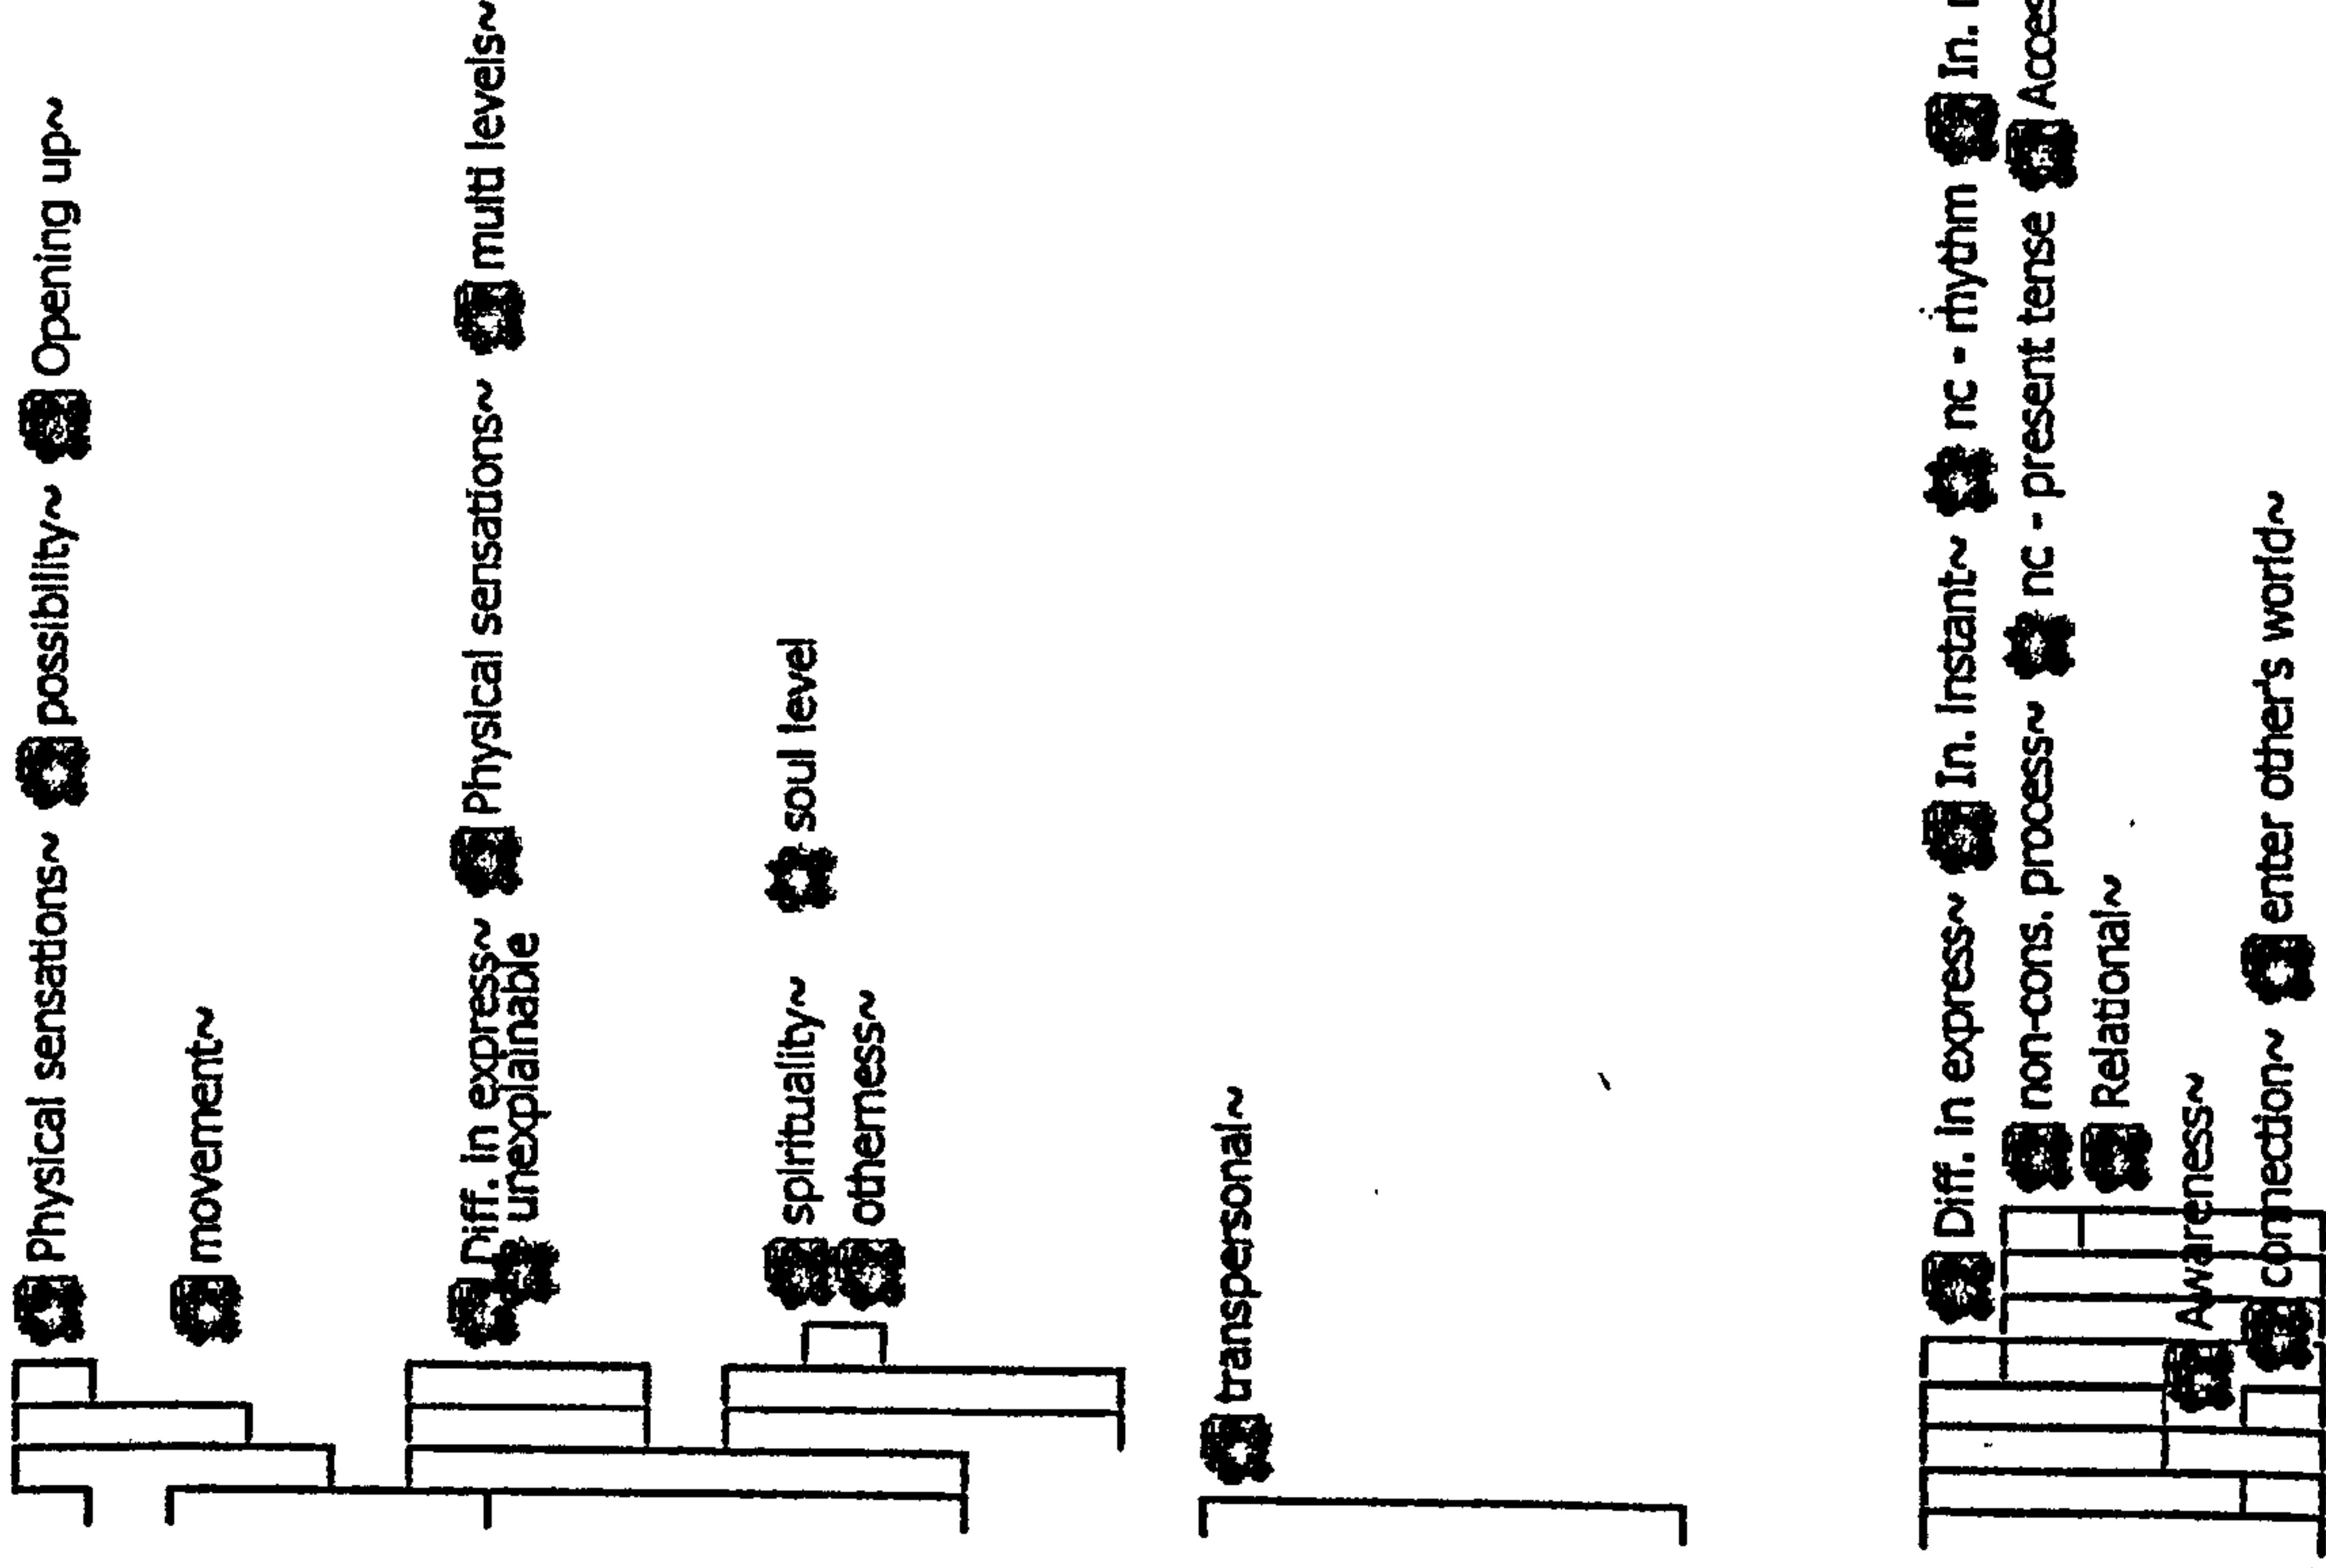 Physical sensations~ possibility~ Opening up~
movement~
Diff. in express~ Physical sensations~ multi levels~
unexplainable
spirituality~ soul level
otherness~
transpersonal~
Diff. in express~ In. Instant~ nc - rhythm In.
non-cons. process~ nc - present tense Acces
Relational~
Awareness~
connection~ enter other's world~